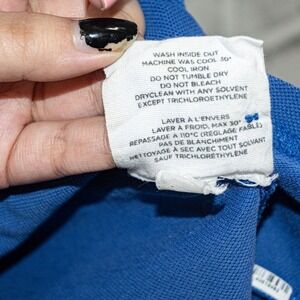 WASH INSIDE OUT
MACHINE WAS COOL 30°
COOL IRON
DO NOT TUMBLE DRY
DO NOT BLEACH
DRYCLEAN WITH ANY SOLVENT
EXCEPT TRICHLOROETHYLENE
LAVER À L'ENVERS
LAVER A FROID, MAX 30°
REPASSAGE A 110°C (RÉGLAGE FAIBLE)
PAS DE BLANCHIMENT
NETTOYAGE A SEC AVEC TOUT SOLVANT
SAUF TRICHLOROÉTHYLÈNE